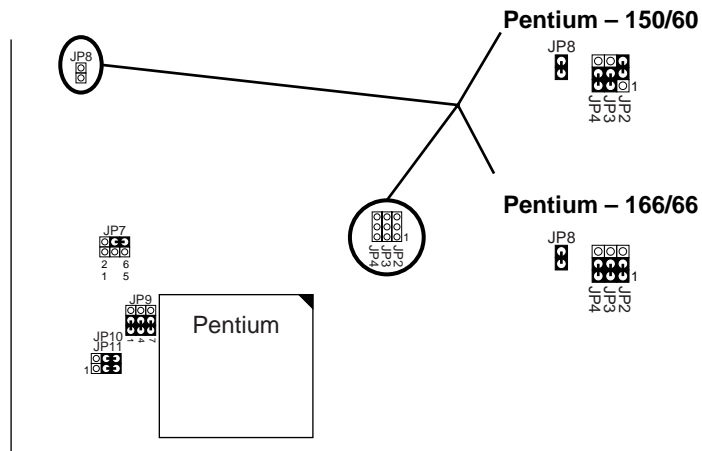 Pentium – 150/60
JP8
JP8
1
JP4
JP3
JP2
Pentium – 166/66
JP8
1
JP4
JP3
JP2
1
JP4
JP3
JP2
JP7
2 6
1 5
JP9
1 4 7
Pentium
JP10
JP11
1